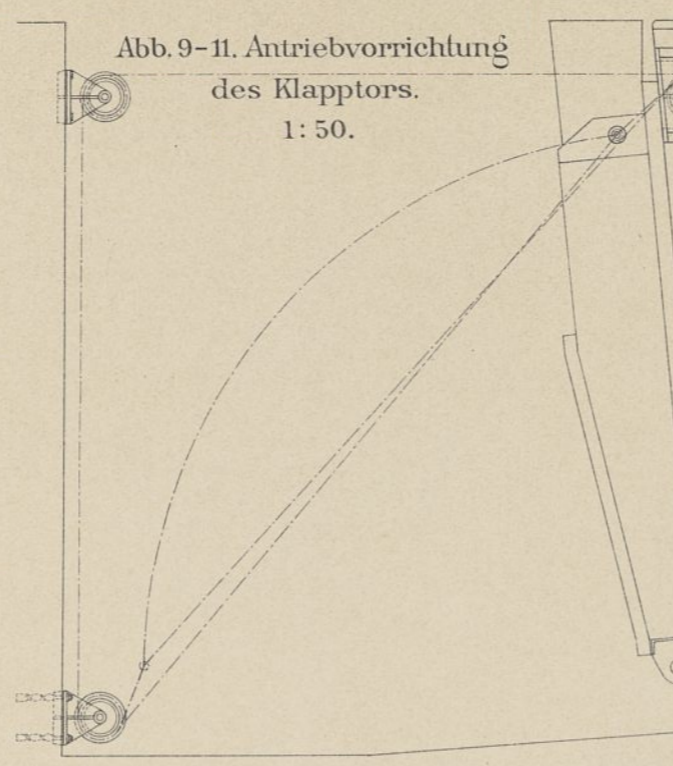 Abb. 9-11. Antriebvorrichtung
des Klapptors.
1:50.